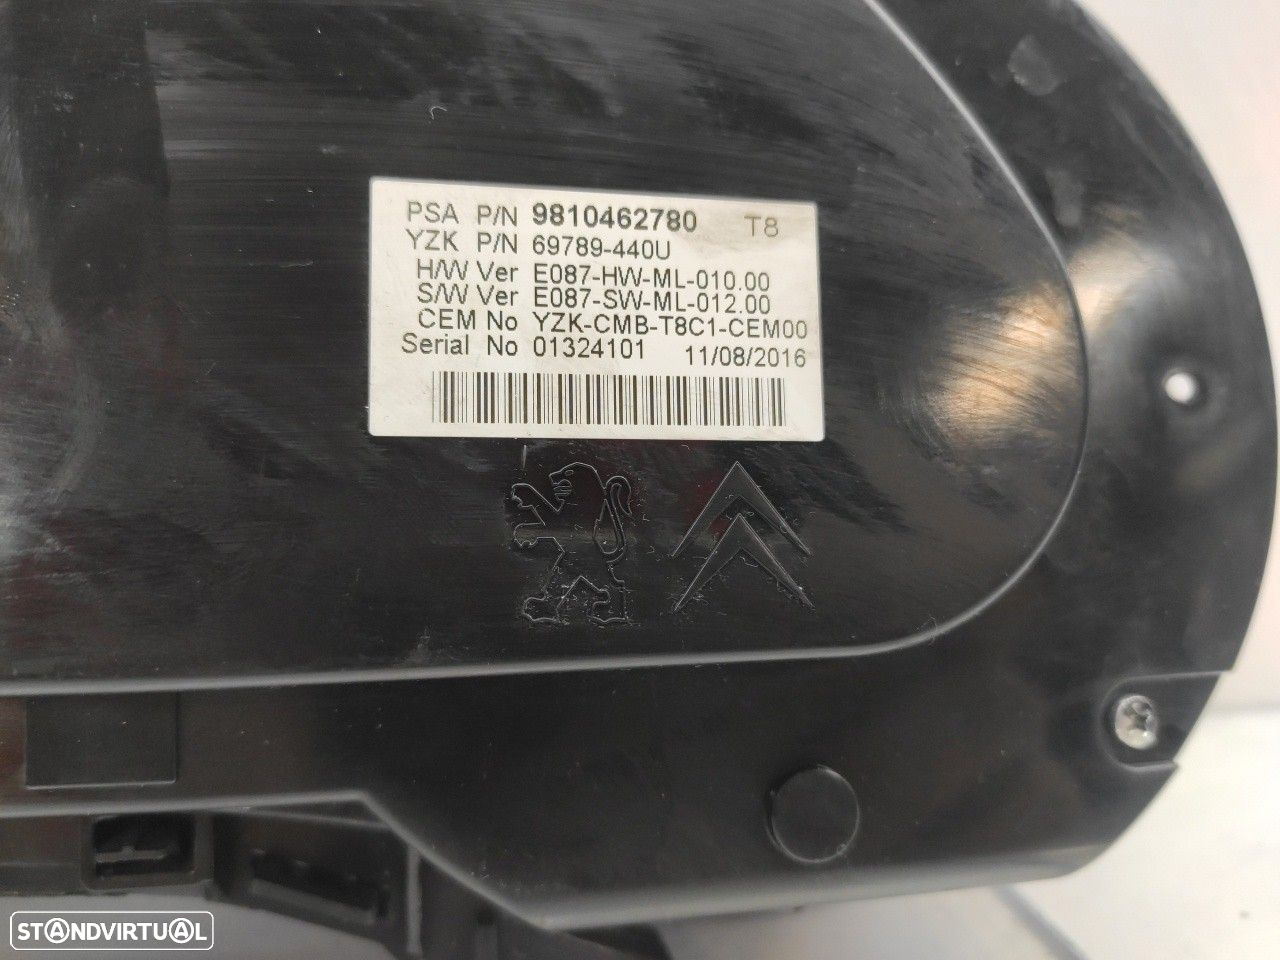 PSA P/N 9810462780 T8
YZK P/N 69789-440U
H/W Ver E087-HW-ML-010.00
S/W Ver E087-SW-ML-012.00
CEM No YZK-CMB-T8C1-CEM00
Serial No 01324101 11/08/2016
STANDVIRTUAL